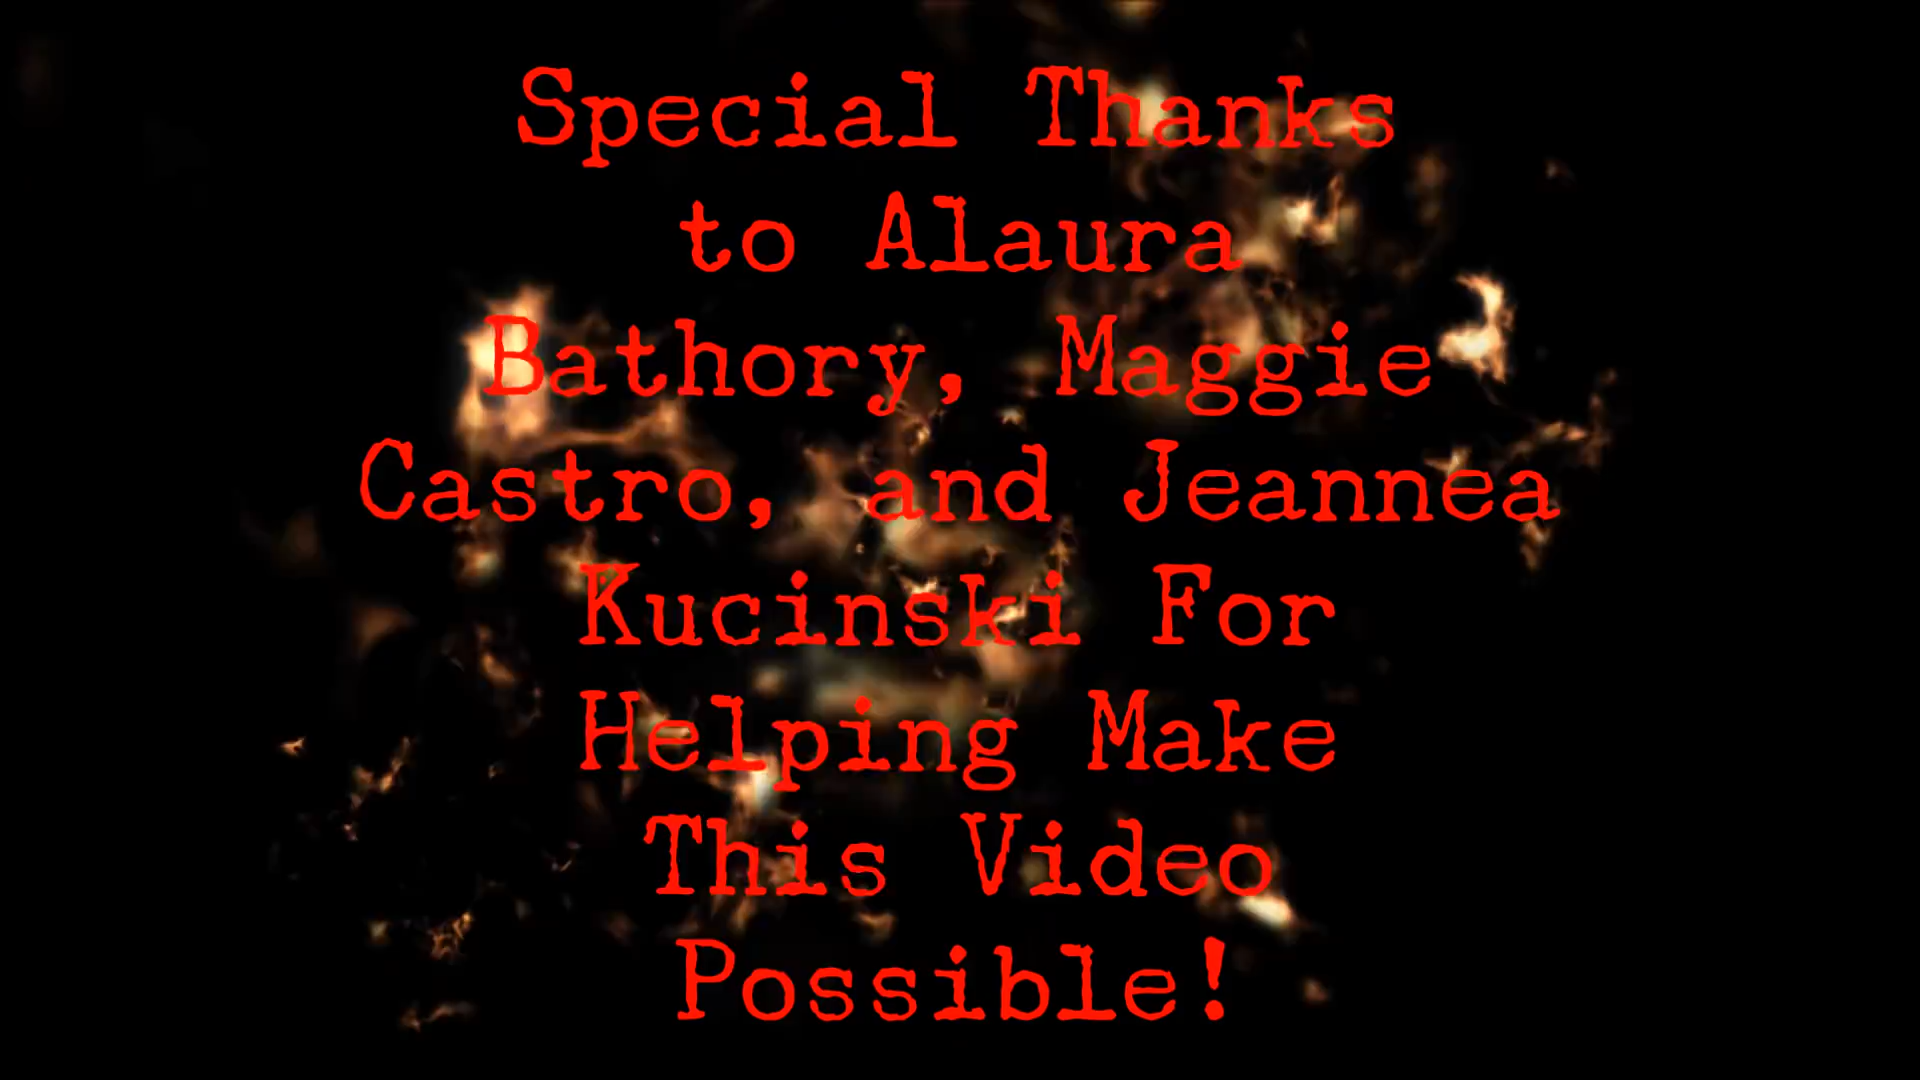 Special Thanks
to Alaura
Bathory, Maggie
Castro, and Jeannea
Kucinski For
Helping Make
This Video
Possible!